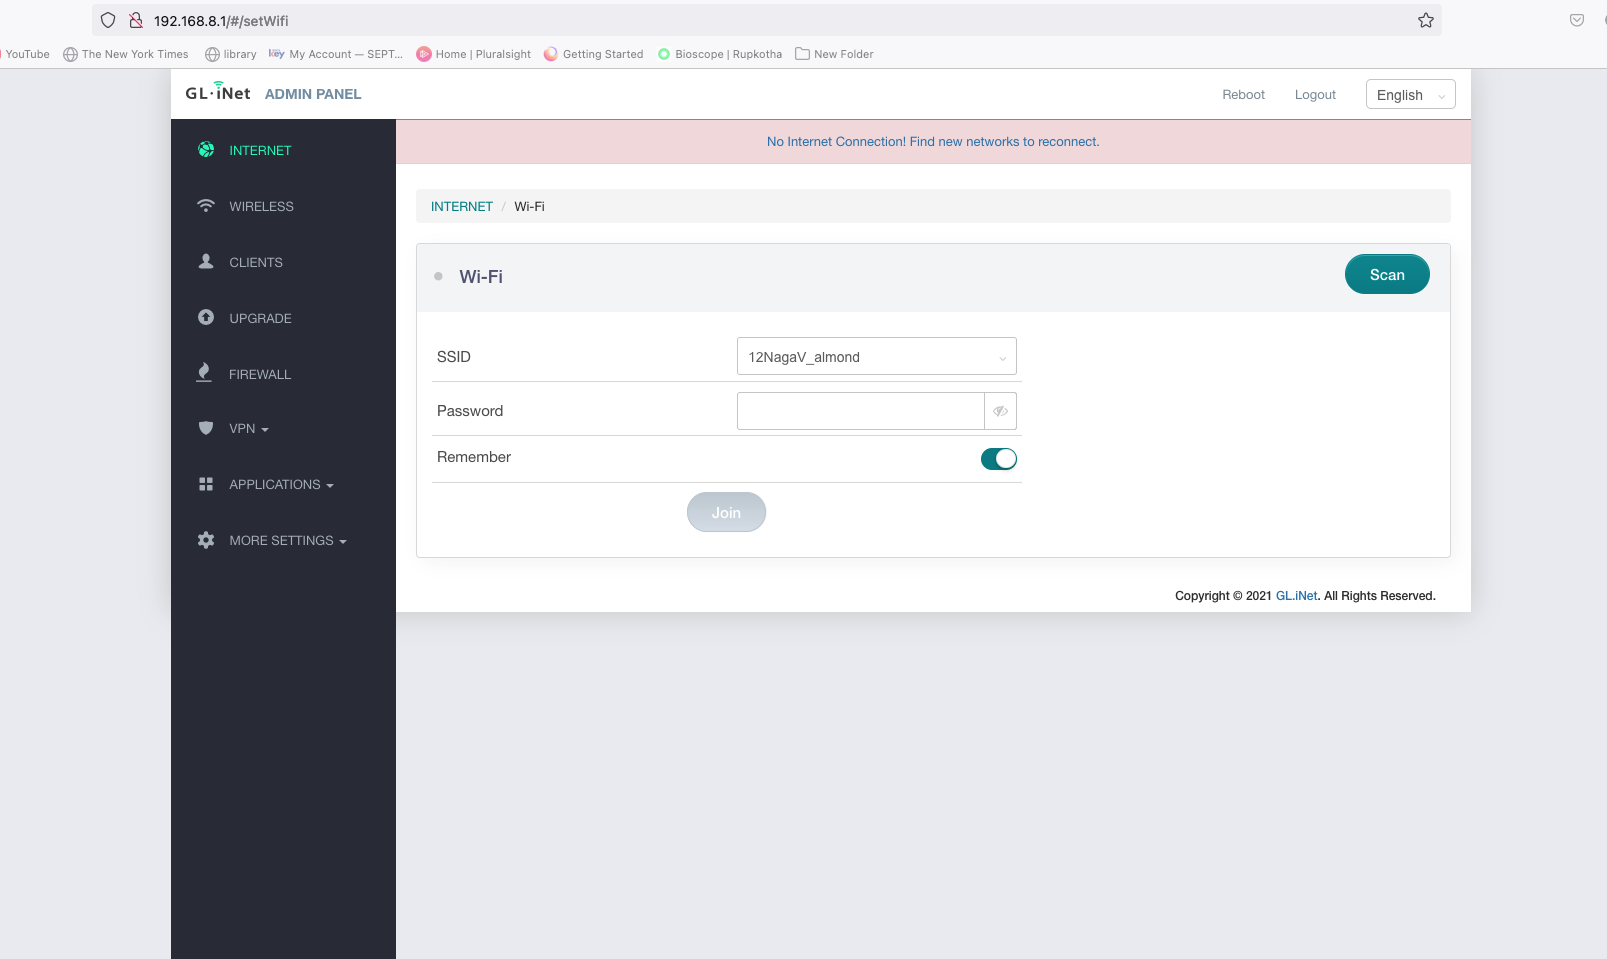 192.168.8.1/#/setWifi
YouTube The New York Times library key My Account — SEPT... Home | Pluralsight Getting Started Bioscope | Rupkotha New Folder
GL·iNet ADMIN PANEL Reboot Logout English
INTERNET
WIRELESS
CLIENTS
UPGRADE
FIREWALL
VPN
APPLICATIONS
MORE SETTINGS
No Internet Connection! Find new networks to reconnect.
INTERNET / Wi-Fi
Wi-Fi Scan
SSID 12NagaV_almond
Password
Remember
Join
Copyright © 2021 GL.iNet. All Rights Reserved.